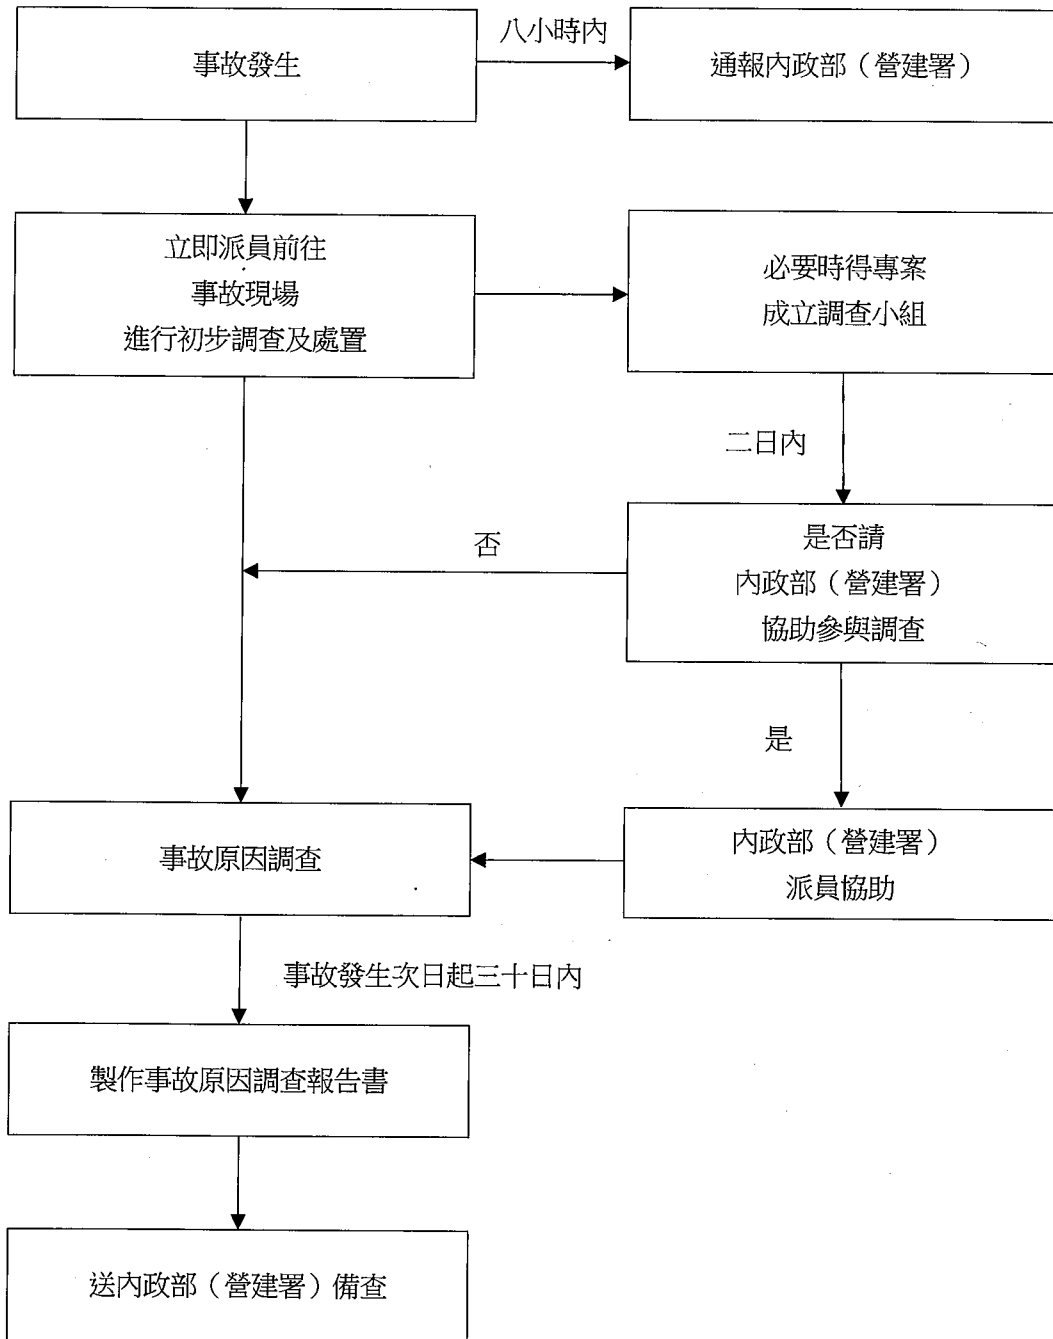 事故發生
八小時內
通報內政部（營建署）
立即派員前往
事故現場
進行初步調查及處置
必要時得專案
成立調查小組
二日內
是否請
內政部（營建署）
協助參與調查
否
是
內政部（營建署）
派員協助
事故原因調查
事故發生次日起三十日內
製作事故原因調查報告書
送內政部（營建署）備查